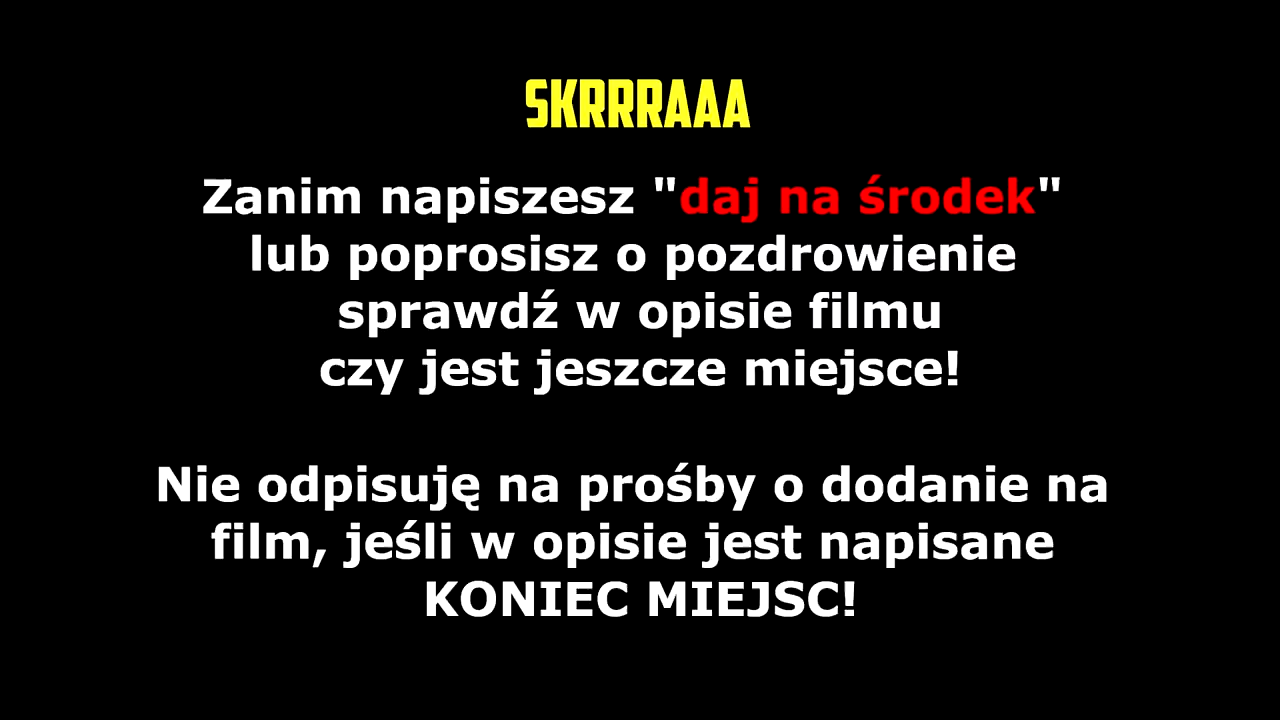 SKRRRAAA
Zanim napiszesz "daj na środek"
lub poprosisz o pozdrowienie
sprawdź w opisie filmu
czy jest jeszcze miejsce!
Nie odpisuję na prośby o dodanie na
film, jeśli w opisie jest napisane
KONIEC MIEJSC!